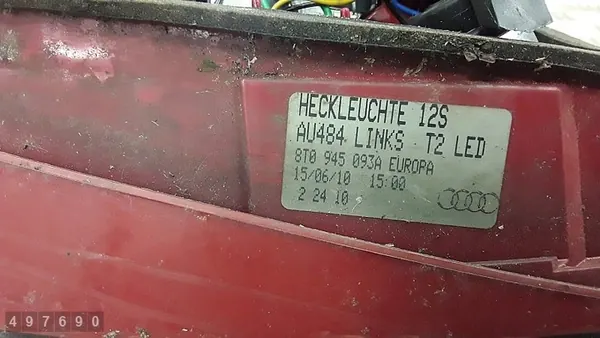 HECKLEUCHTE 12S
AU484 LINKS T2 LED
8T0 945 093A EUROPA
15/06/10 15:00
2 24 10
497690